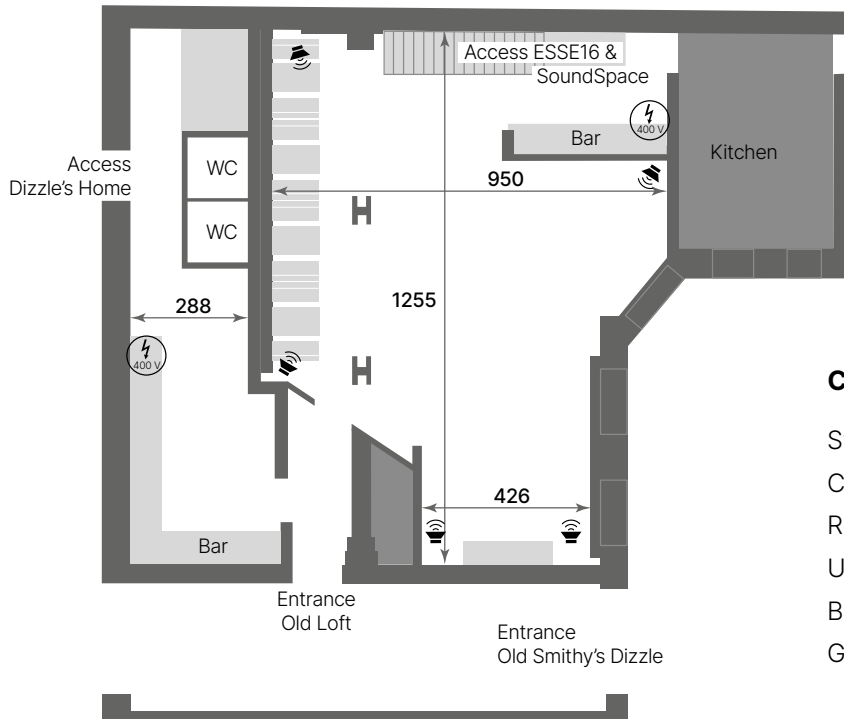 Access ESSE16 &
SoundSpace
400 V
Bar
Kitchen
Access
Dizzle's Home
WC
950
WC
288
1255
400 V
C
S
C
R
U
B
G
426
Bar
Entrance
Old Loft
Entrance
Old Smithy's Dizzle